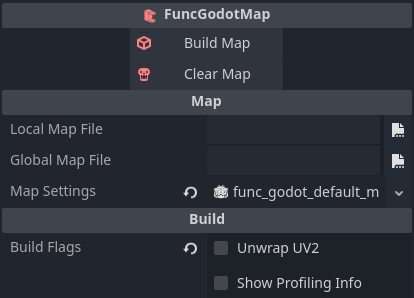 FuncGodotMap
Build Map
Clear Map
Map
Local Map File
Global Map File
Map Settings func_godot_default_m
Build
Build Flags Unwrap UV2
Show Profiling Info